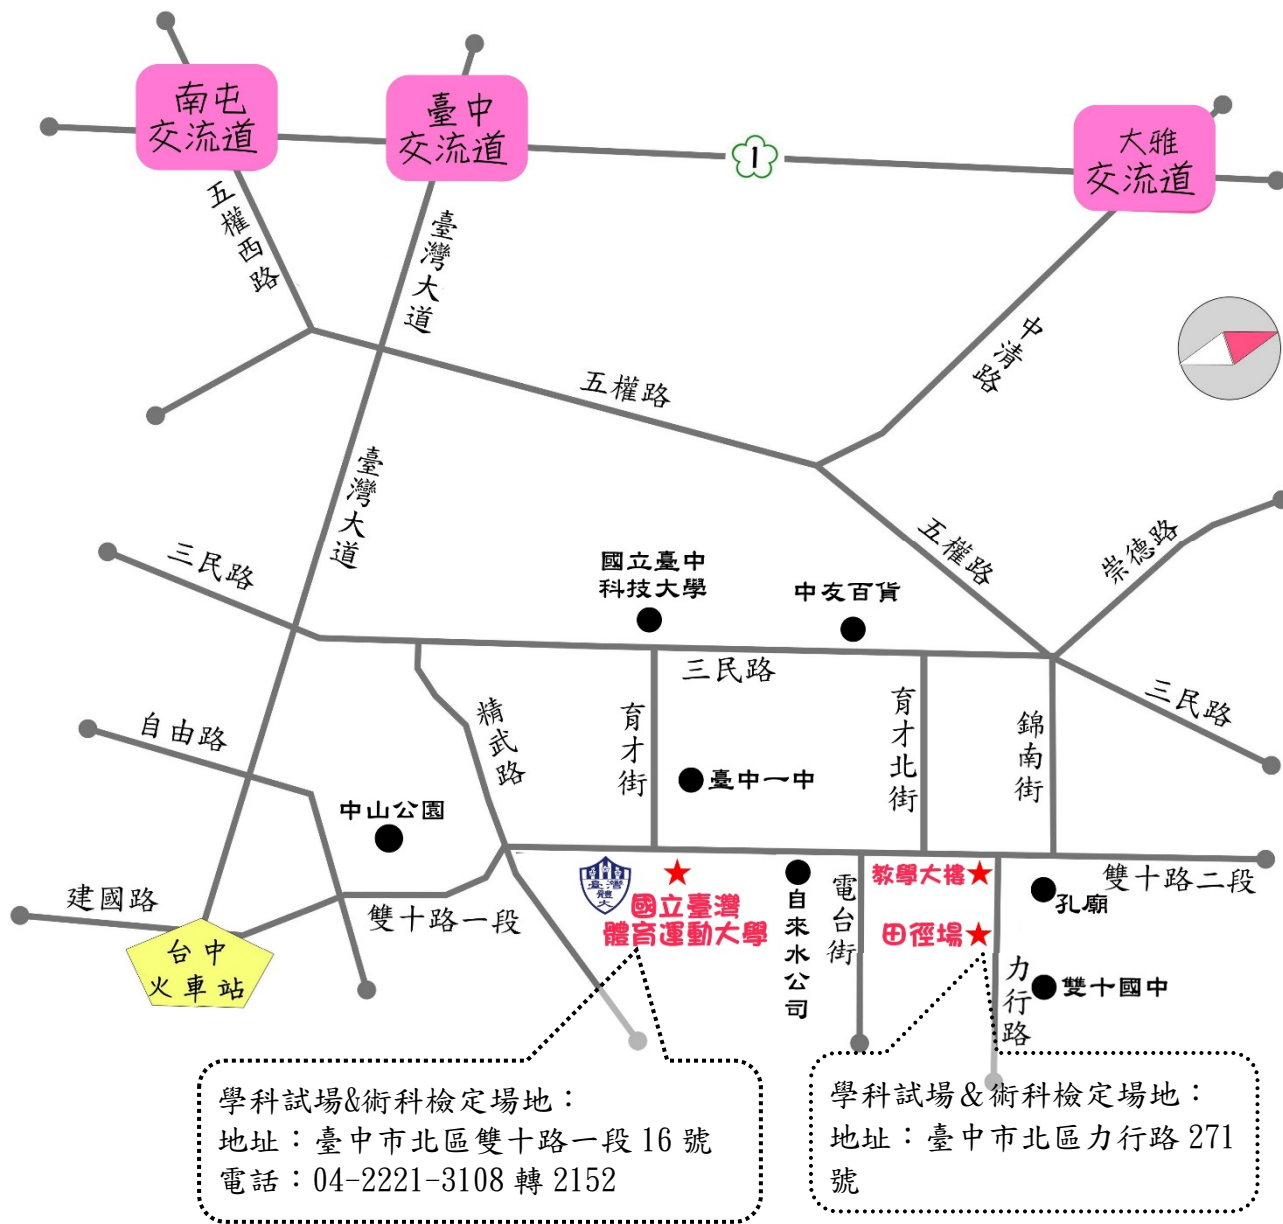 南屯
交流道
臺中
交流道
1
大雅
交流道
五權西路
臺灣大道
中清路
五權路
臺灣大道
五權路
崇德路
三民路
國立臺中
科技大學
中友百貨
三民路
三民路
自由路
精武路
育才街
臺中一中
育才北街
錦南街
中山公園
建國路
雙十路一段
臺灣
體大
國立臺灣
體育運動大學
自來水公司
電台街
教學大樓
田徑場
雙十路二段
孔廟
力行路
雙十國中
台中
火車站
學科試場&術科檢定場地：
地址：臺中市北區雙十路一段 16 號
電話：04-2221-3108 轉 2152
學科試場＆術科檢定場地：
地址：臺中市北區力行路 271
號